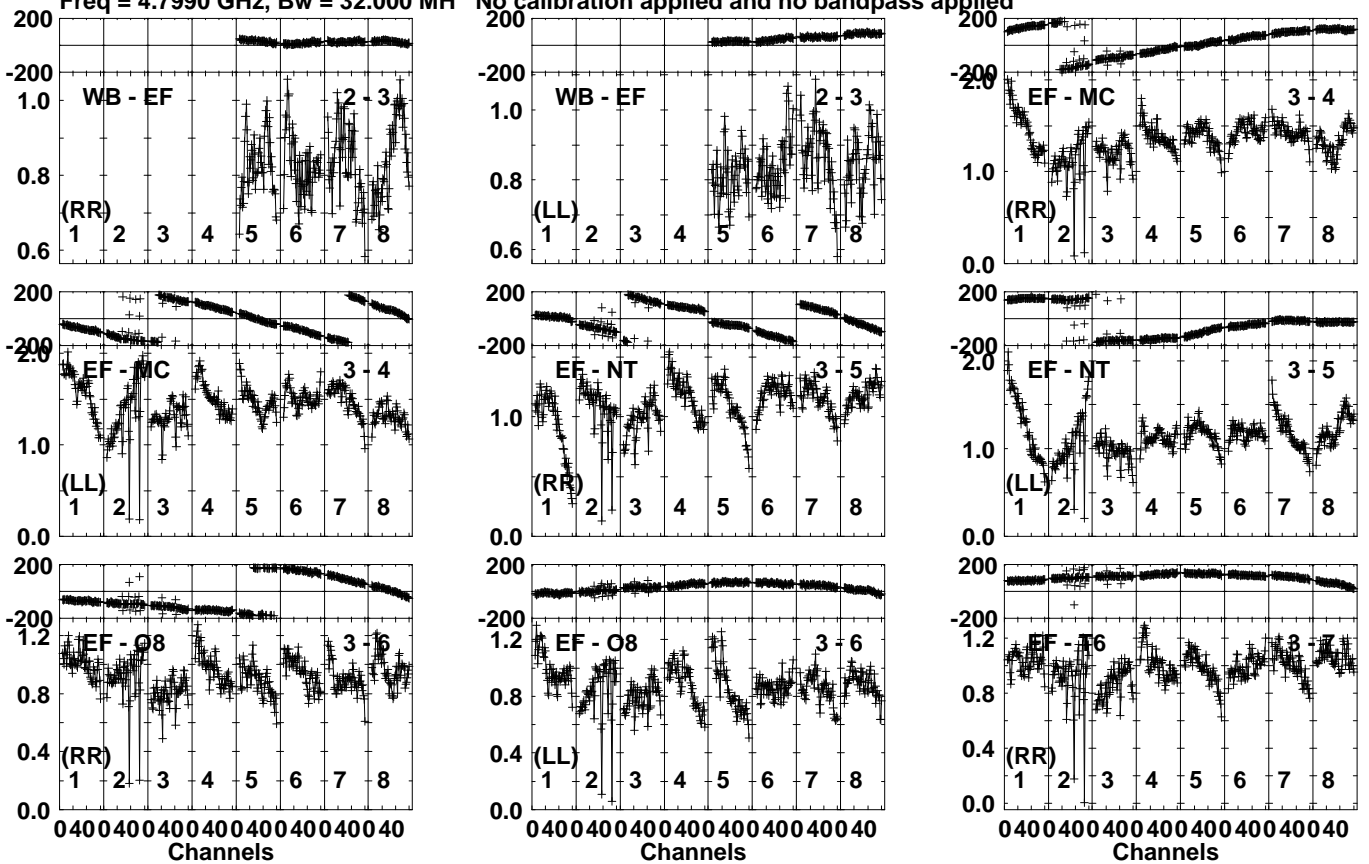 Freq = 4.7990 GHz, Bw = 32.000 MH No calibration applied and no bandpass applied
200
-200
1.0
0.8
0.6
WB - EF 2 - 3
(RR)
1 2 3 4 5 6 7 8
200
-200
1.0
0.8
0.6
WB - EF 2 - 3
(LL)
1 2 3 4 5 6 7 8
200
-200
2.0
1.0
0.0
EF - MC 3 - 4
(RR)
1 2 3 4 5 6 7 8
200
-200
2.0
1.0
0.0
EF - MC 3 - 4
(LL)
1 2 3 4 5 6 7 8
200
-200
1.0
0.0
EF - NT 3 - 5
(RR)
1 2 3 4 5 6 7 8
200
-200
2.0
1.0
0.0
EF - NT 3 - 5
(LL)
1 2 3 4 5 6 7 8
200
-200
1.2
0.8
0.4
0.0
EF - O8 3 - 6
(RR)
1 2 3 4 5 6 7 8
0 40 0 40 0 40 0 40 0 40 0 40 0 40 0 40
Channels
200
-200
1.2
0.8
0.4
0.0
EF - O8 3 - 6
(LL)
1 2 3 4 5 6 7 8
0 40 0 40 0 40 0 40 0 40 0 40 0 40 0 40
Channels
200
-200
1.2
0.8
0.4
0.0
EF - T6 3 - 7
(RR)
1 2 3 4 5 6 7 8
0 40 0 40 0 40 0 40 0 40 0 40 0 40 0 40
Channels